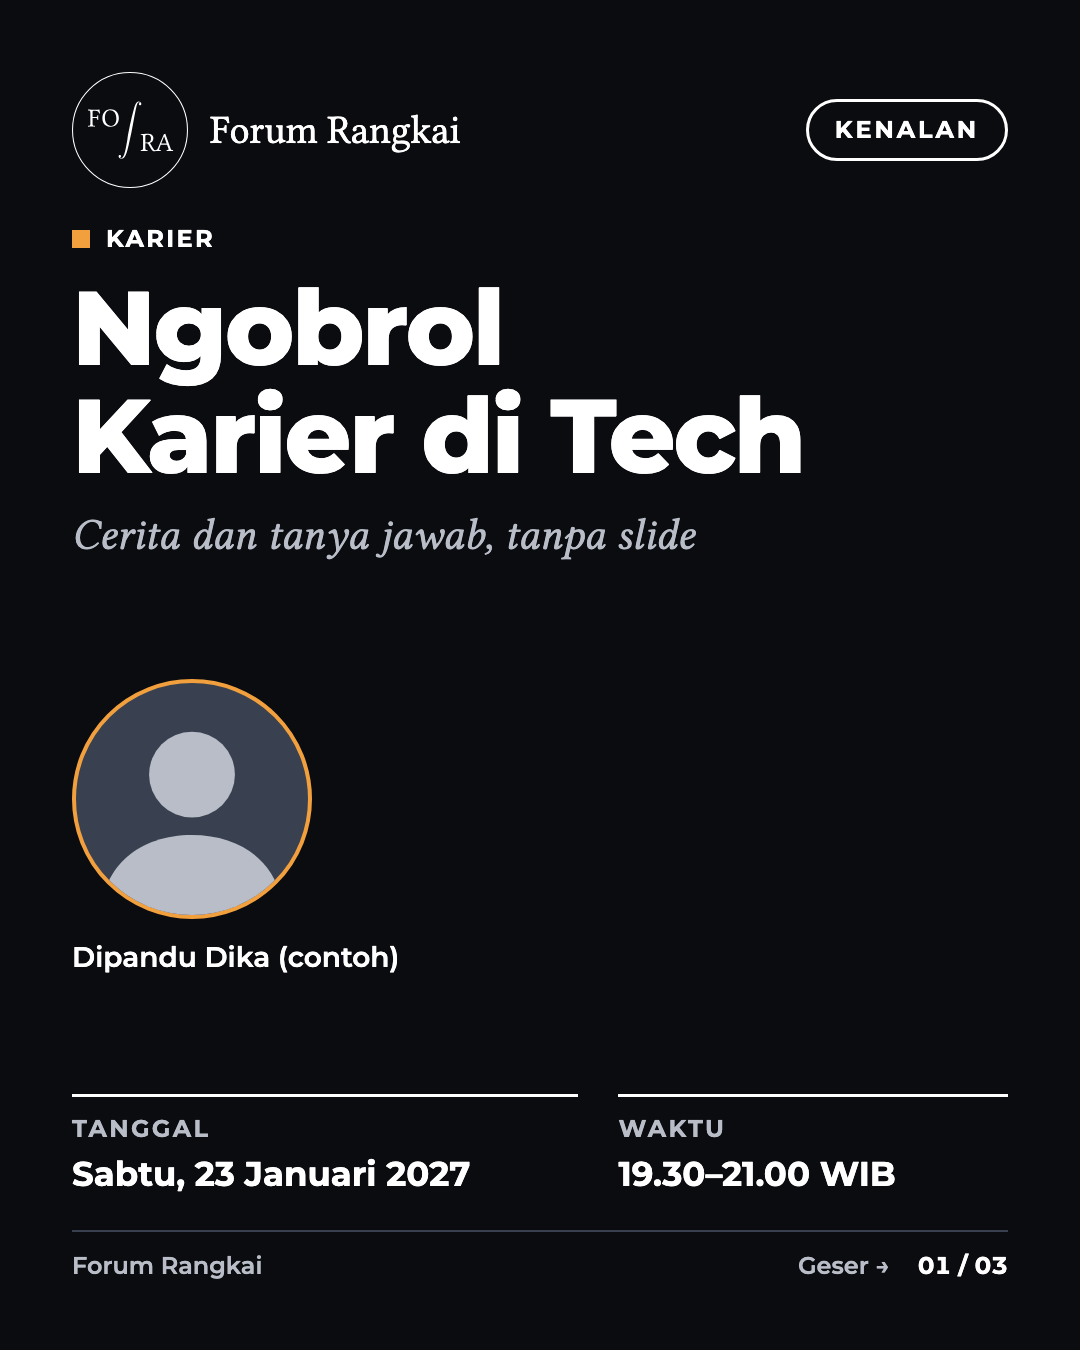 FO
RA
Forum Rangkai
KENALAN
KARIER
Ngobrol
Karier di Tech
Cerita dan tanya jawab, tanpa slide
Dipandu Dika (contoh)
TANGGAL
Sabtu, 23 Januari 2027
WAKTU
19.30–21.00 WIB
Forum Rangkai
Geser →
01 / 03